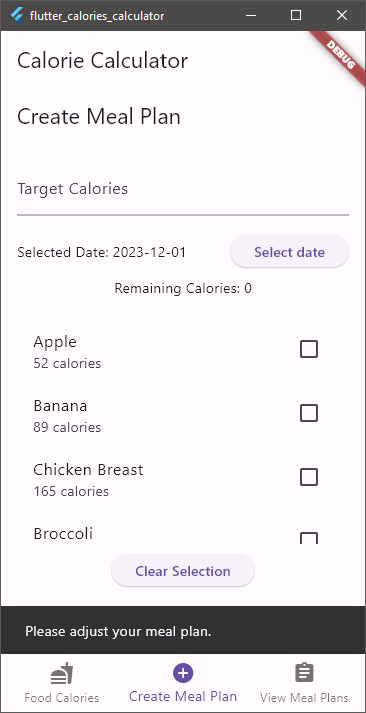 flutter_calories_calculator
DEBUG
Calorie Calculator
Create Meal Plan
Target Calories
Selected Date: 2023-12-01
Select date
Remaining Calories: 0
Apple
52 calories
Banana
89 calories
Chicken Breast
165 calories
Broccoli
Clear Selection
Please adjust your meal plan.
Food Calories
Create Meal Plan
View Meal Plans